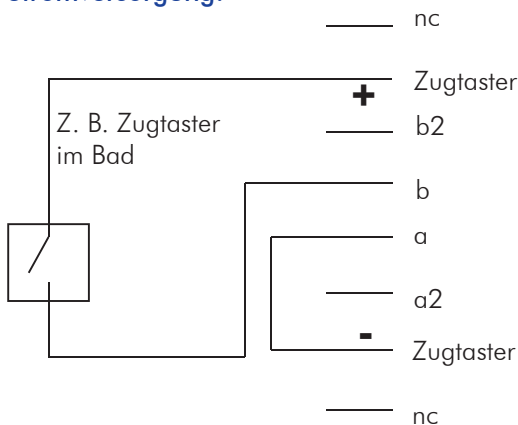 nc
Zugtaster
+
Z. B. Zugtaster
im Bad
b2
b
a
a2
-
Zugtaster
nc